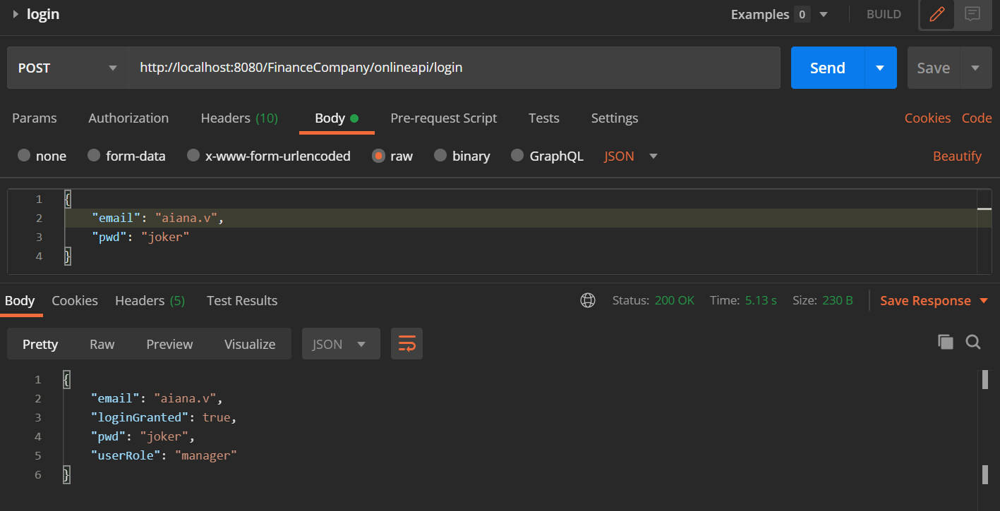 login
Examples 0
BUILD
POST
http://localhost:8080/FinanceCompany/onlineapi/login
Send
Save
Params Authorization Headers (10) Body Pre-request Script Tests Settings Cookies Code
none form-data x-www-form-urlencoded raw binary GraphQL JSON Beautify
1 {
2 "email": "aiana.v",
3 "pwd": "joker"
4 }
Body Cookies Headers (5) Test Results Status: 200 OK Time: 5.13 s Size: 230 B Save Response
Pretty Raw Preview Visualize JSON
1 {
2 "email": "aiana.v",
3 "loginGranted": true,
4 "pwd": "joker",
5 "userRole": "manager"
6 }